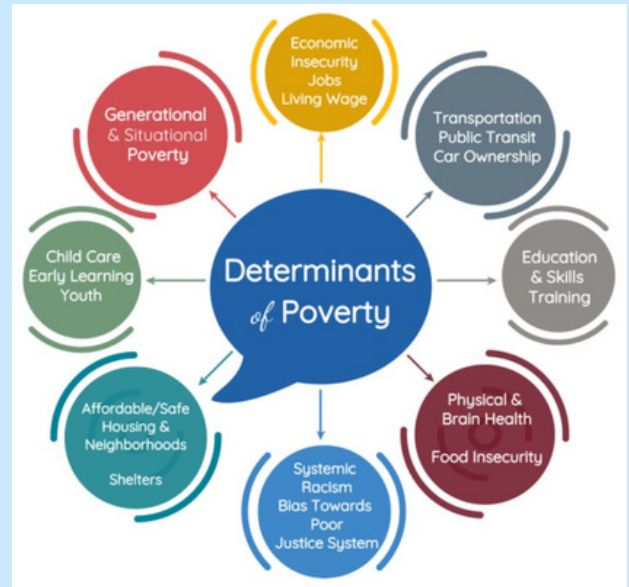 Determinants
of Poverty
Economic
Insecurity
Jobs
Living Wage
Transportation
Public Transit
Car Ownership
Education
& Skills
Training
Physical &
Brain Health
Food Insecurity
Systemic
Racism
Bias Towards
Poor
Justice System
Affordable/Safe
Housing &
Neighborhoods
Shelters
Child Care
Early Learning
Youth
Generational
& Situational
Poverty